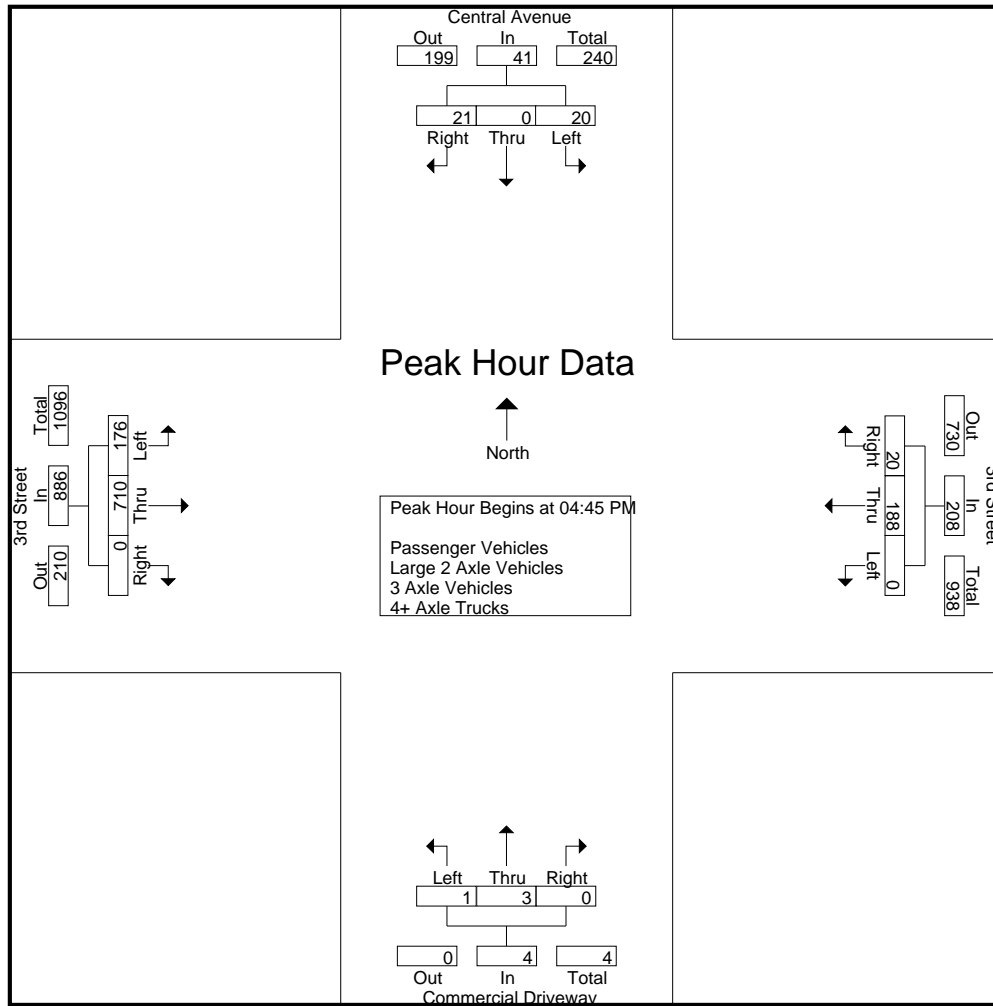 Central Avenue
Out In Total
199 41 240
21 0 20
Right Thru Left
Peak Hour Data
North
Peak Hour Begins at 04:45 PM
Passenger Vehicles
Large 2 Axle Vehicles
3 Axle Vehicles
4+ Axle Trucks
3rd Street
Out In Total
210 886 1096
Left Thru Right
176 710 0
3rd Street
Out In Total
730 208 938
Right Thru Left
20 188 0
Left Thru Right
1 3 0
0 4 4
Out In Total
Commercial Driveway